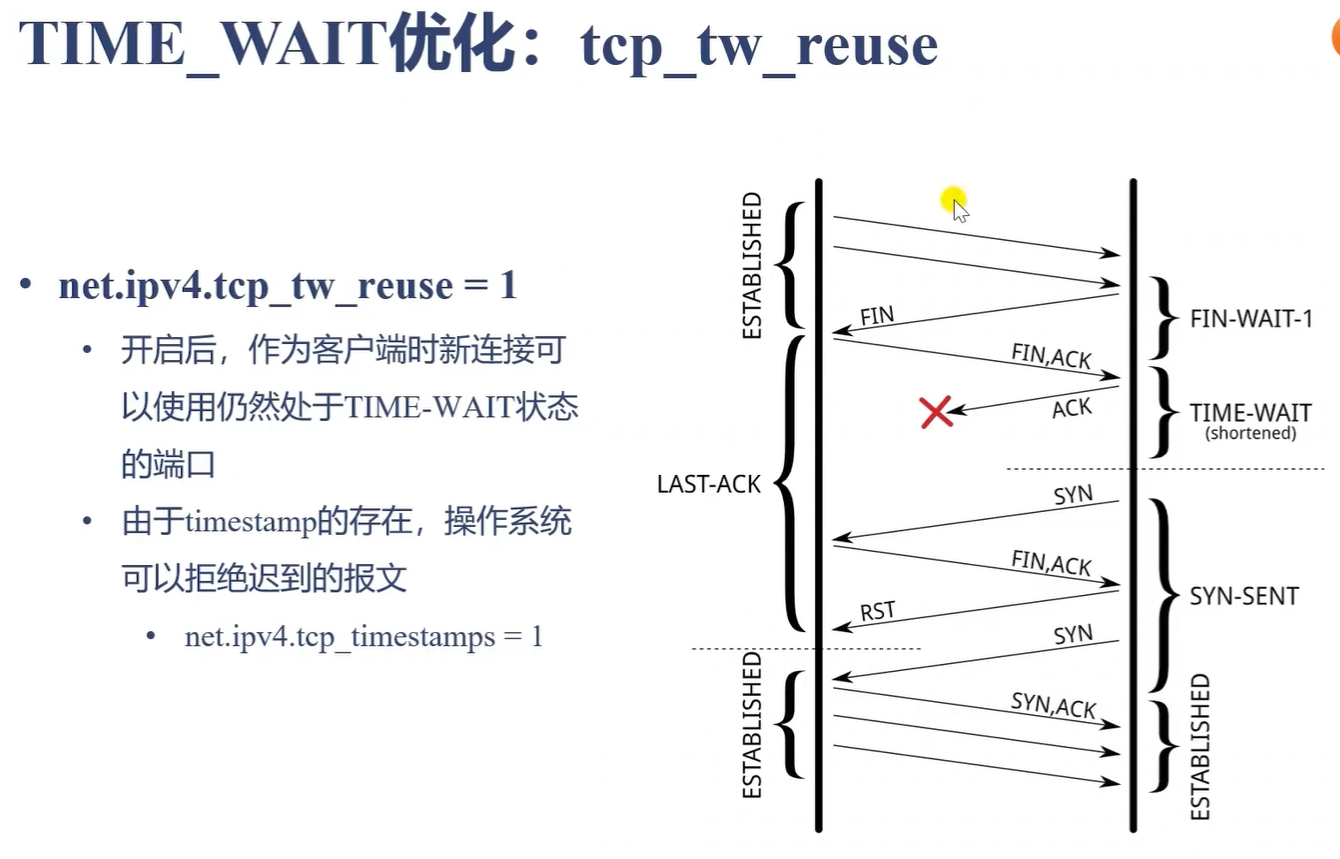 TIME_WAIT优化：tcp_tw_reuse
• net.ipv4.tcp_tw_reuse = 1
• 开启后，作为客户端时新连接可
以使用仍然处于TIME-WAIT状态
的端口
• 由于timestamp的存在，操作系统
可以拒绝迟到的报文
• net.ipv4.tcp_timestamps = 1
ESTABLISHED
FIN
FIN-WAIT-1
FIN,ACK
ACK
TIME-WAIT
(shortened)
LAST-ACK
SYN
FIN,ACK
SYN-SENT
RST
SYN
ESTABLISHED
SYN,ACK
ESTABLISHED